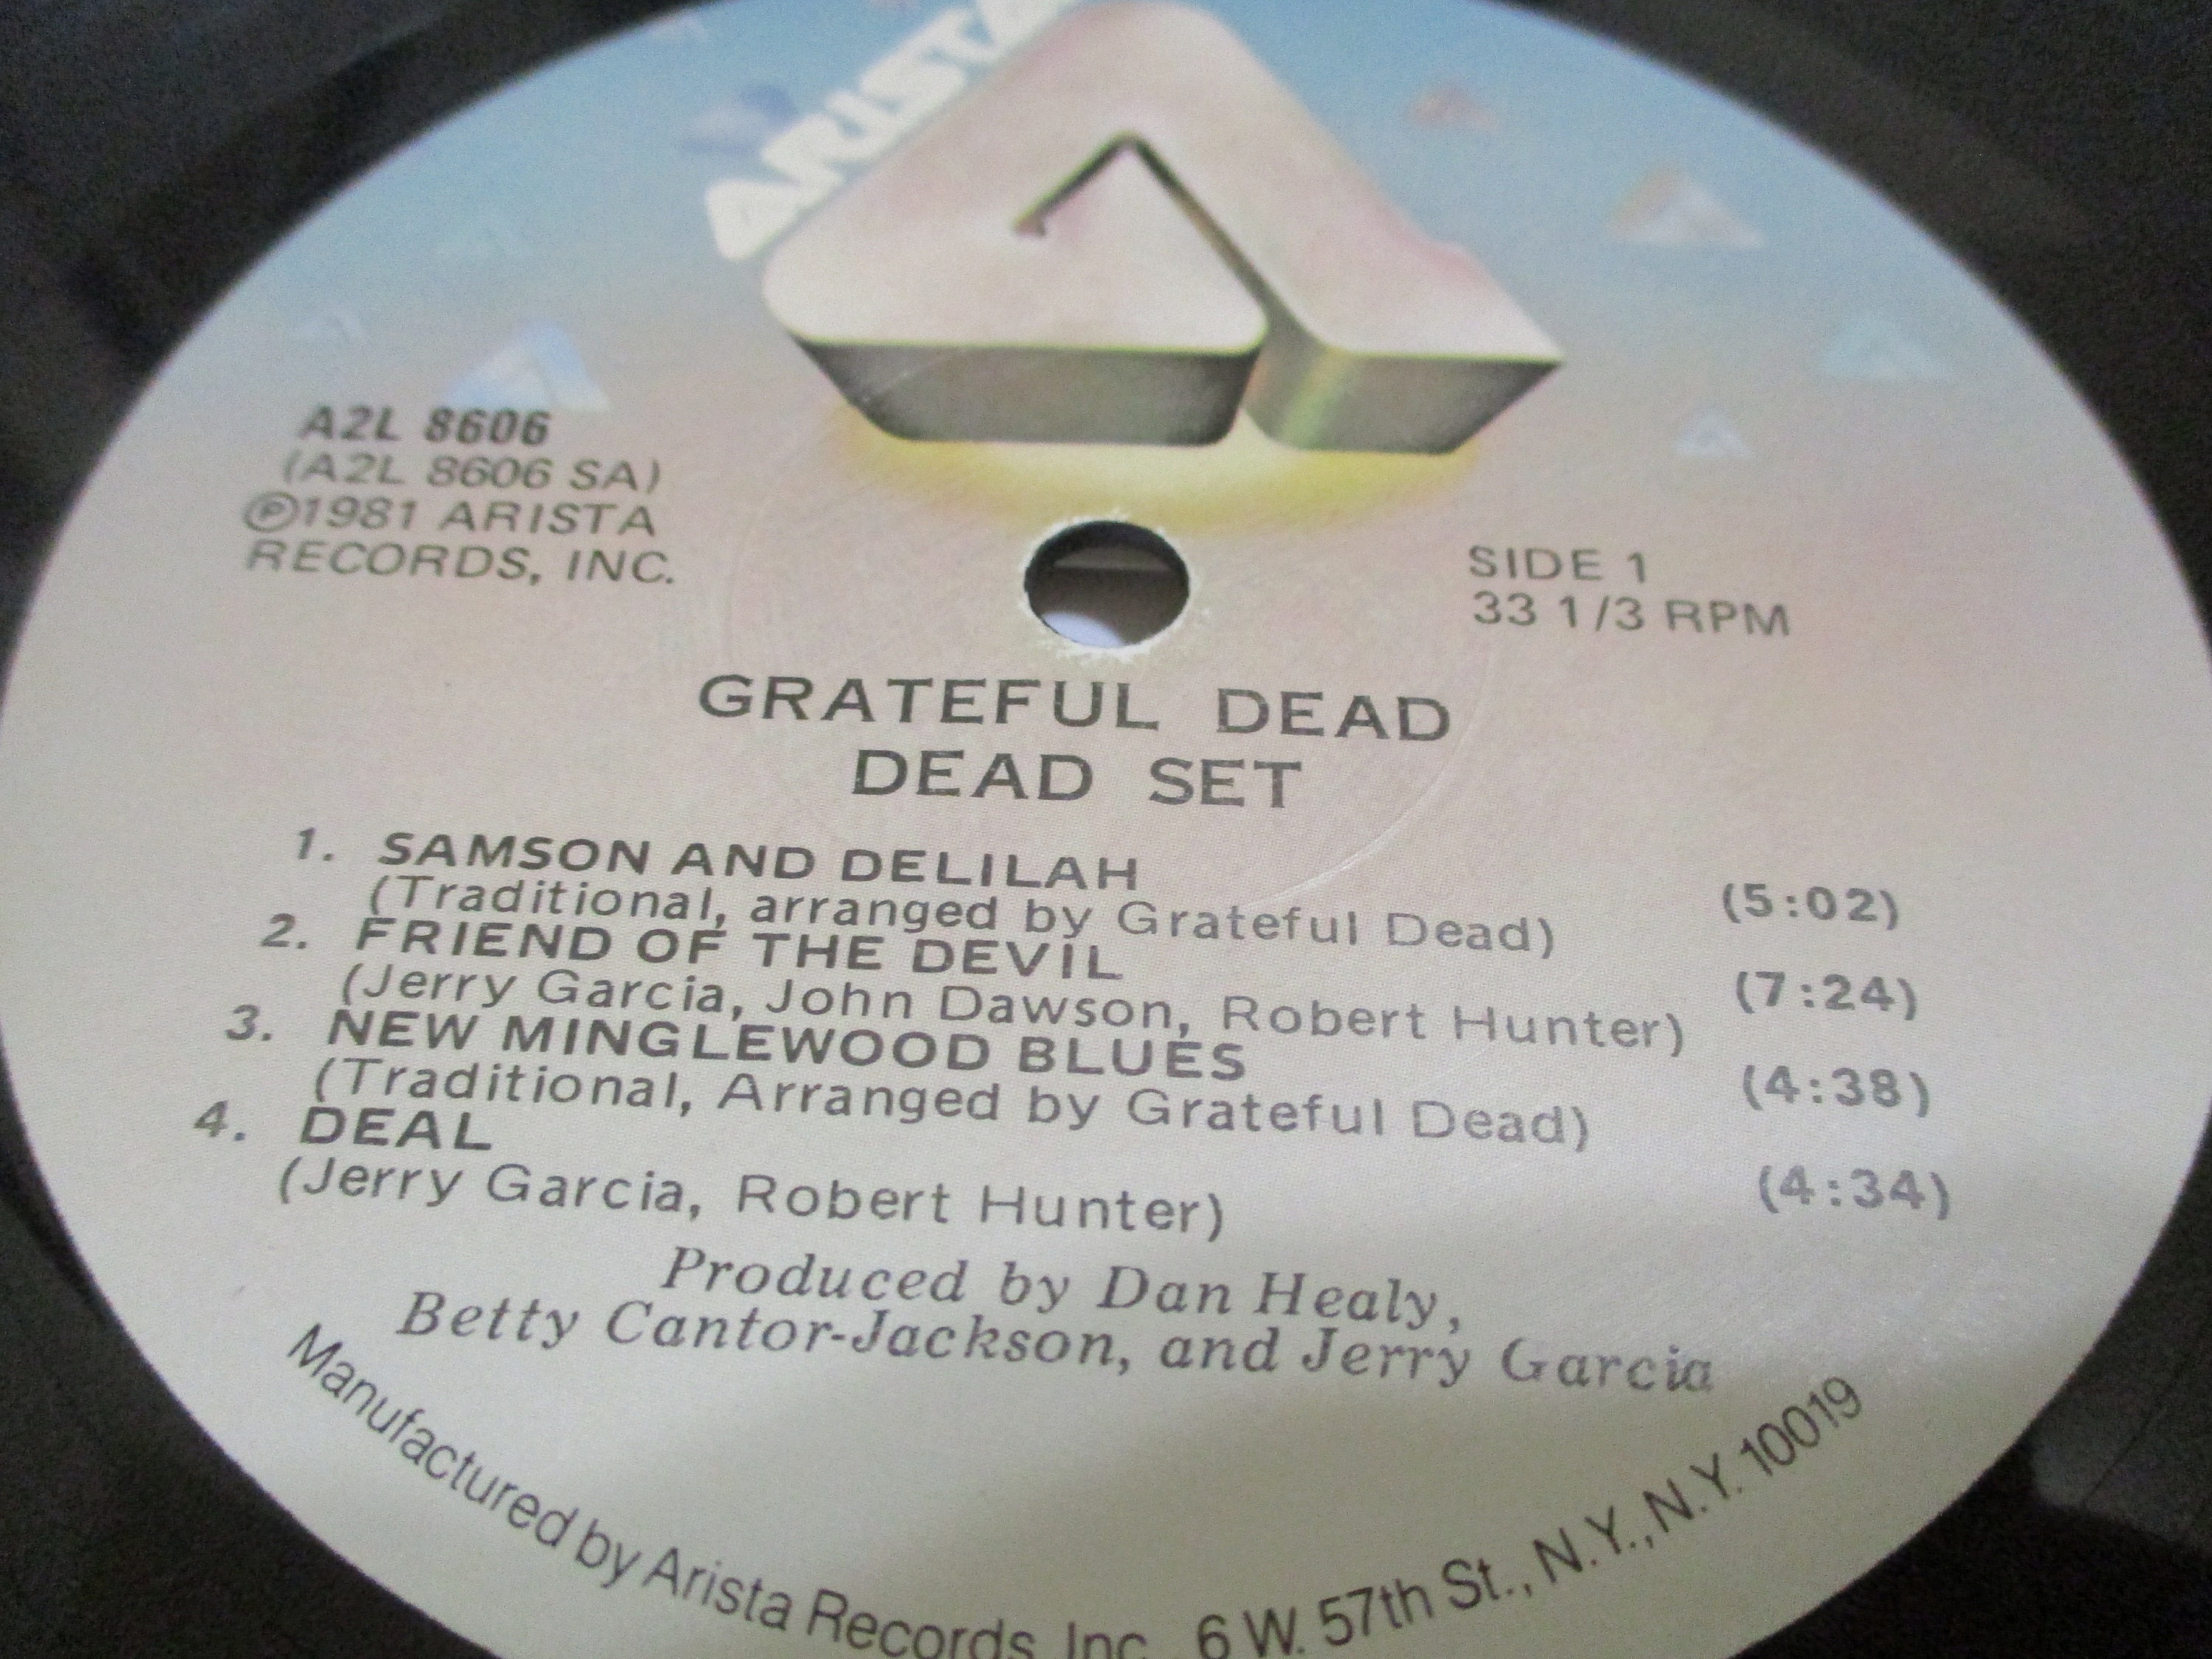 ARISTA
A2L 8606
(A2L 8606 SA)
Ⓟ1981 ARISTA
RECORDS, INC.
SIDE 1
33 1/3 RPM
GRATEFUL DEAD
DEAD SET
1. SAMSON AND DELILAH (5:02)
(Traditional, arranged by Grateful Dead)
2. FRIEND OF THE DEVIL (7:24)
(Jerry Garcia, John Dawson, Robert Hunter)
3. NEW MINGLEWOOD BLUES (4:38)
(Traditional, Arranged by Grateful Dead)
4. DEAL (4:34)
(Jerry Garcia, Robert Hunter)
Produced by Dan Healy,
Betty Cantor-Jackson, and Jerry Garcia
Manufactured by Arista Records, Inc., 6 W. 57th St., N.Y., N.Y. 10019